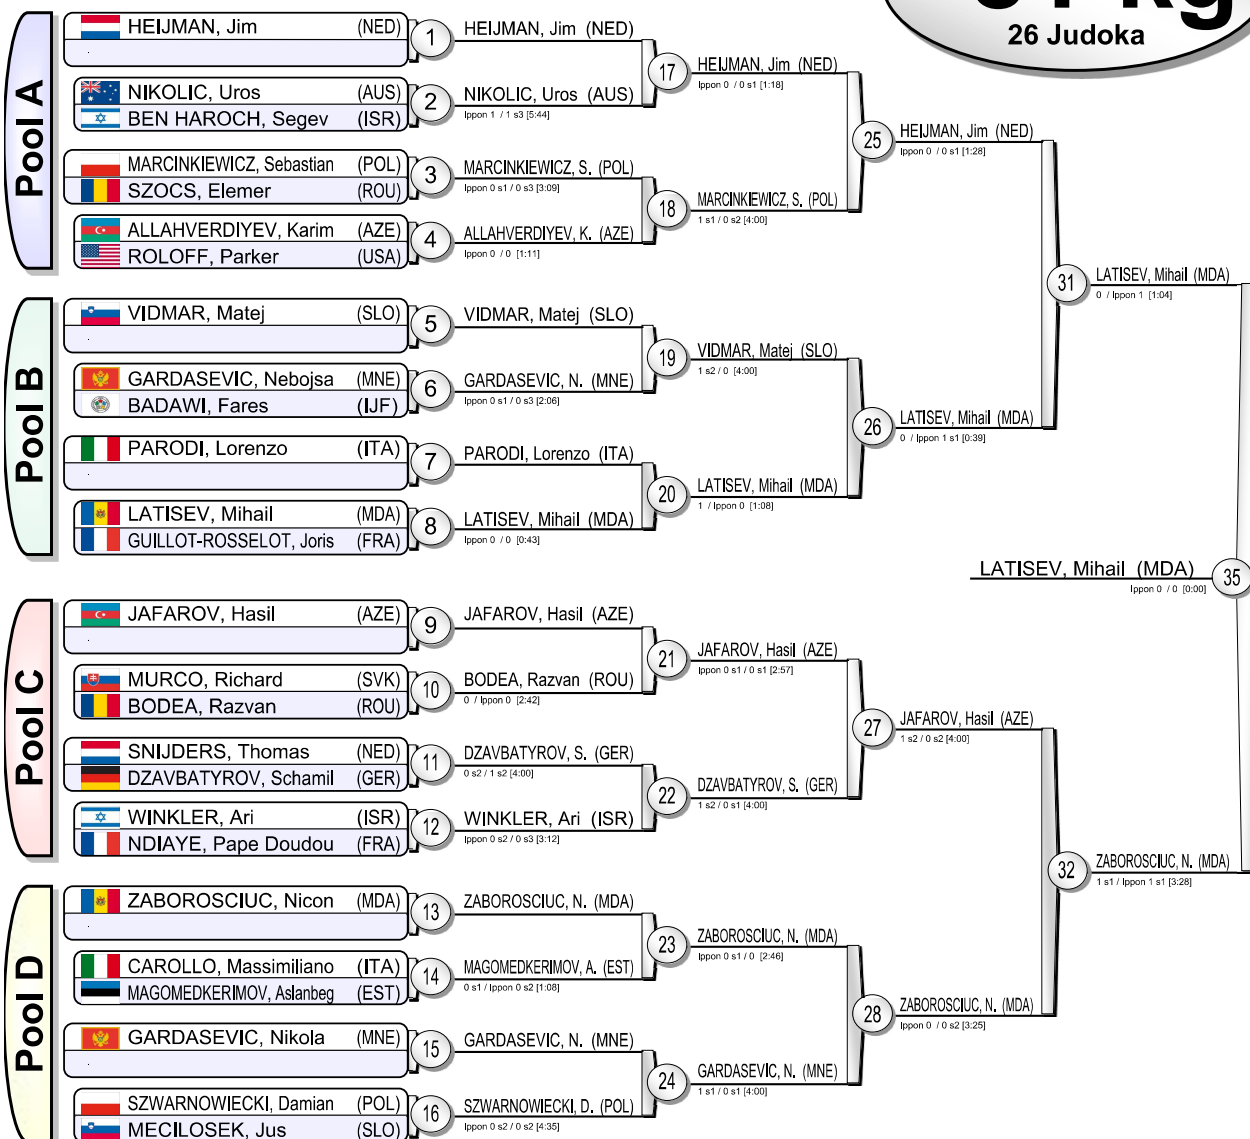 26 Judoka
Pool A
HEIJMAN, Jim (NED)
1
NIKOLIC, Uros (AUS)
BEN HAROCH, Segev (ISR)
2
MARCINKIEWICZ, Sebastian (POL)
SZOCS, Elemer (ROU)
3
ALLAHVERDIYEV, Karim (AZE)
ROLOFF, Parker (USA)
4
HEIJMAN, Jim (NED)
NIKOLIC, Uros (AUS)
Ippon 1 / 1 s3 [5:44]
MARCINKIEWICZ, S. (POL)
Ippon 0 s1 / 0 s3 [3:09]
ALLAHVERDIYEV, K. (AZE)
Ippon 0 / 0 [1:11]
17
HEIJMAN, Jim (NED)
Ippon 0 / 0 s1 [1:18]
18
MARCINKIEWICZ, S. (POL)
1 s1 / 0 s2 [4:00]
25
HEIJMAN, Jim (NED)
Ippon 0 / 0 s1 [1:28]
Pool B
VIDMAR, Matej (SLO)
5
GARDASEVIC, Nebojsa (MNE)
BADAWI, Fares (IJF)
6
PARODI, Lorenzo (ITA)
7
LATISEV, Mihail (MDA)
GUILLOT-ROSSELOT, Joris (FRA)
8
VIDMAR, Matej (SLO)
GARDASEVIC, N. (MNE)
Ippon 0 s1 / 0 s3 [2:06]
PARODI, Lorenzo (ITA)
LATISEV, Mihail (MDA)
Ippon 0 / 0 [0:43]
19
VIDMAR, Matej (SLO)
1 s2 / 0 [4:00]
20
LATISEV, Mihail (MDA)
1 / Ippon 0 [1:08]
26
LATISEV, Mihail (MDA)
0 / Ippon 1 s1 [0:39]
31
LATISEV, Mihail (MDA)
0 / Ippon 1 [1:04]
LATISEV, Mihail (MDA)
Ippon 0 / 0 [0:00]
35
Pool C
JAFAROV, Hasil (AZE)
9
MURCO, Richard (SVK)
BODEA, Razvan (ROU)
10
SNIJDERS, Thomas (NED)
DZAVBATYROV, Schamil (GER)
11
WINKLER, Ari (ISR)
NDIAYE, Pape Doudou (FRA)
12
JAFAROV, Hasil (AZE)
BODEA, Razvan (ROU)
0 / Ippon 0 [2:42]
DZAVBATYROV, S. (GER)
0 s2 / 1 s2 [4:00]
WINKLER, Ari (ISR)
Ippon 0 s2 / 0 s3 [3:12]
21
JAFAROV, Hasil (AZE)
Ippon 0 s1 / 0 s1 [2:57]
22
DZAVBATYROV, S. (GER)
1 s2 / 0 s1 [4:00]
27
JAFAROV, Hasil (AZE)
1 s2 / 0 s2 [4:00]
Pool D
ZABOROSCIUC, Nicon (MDA)
13
CAROLLO, Massimiliano (ITA)
MAGOMEDKERIMOV, Aslanbeg (EST)
14
GARDASEVIC, Nikola (MNE)
15
SZWARNOWIECKI, Damian (POL)
MECILOSEK, Jus (SLO)
16
ZABOROSCIUC, N. (MDA)
MAGOMEDKERIMOV, A. (EST)
0 s1 / Ippon 0 s2 [1:08]
GARDASEVIC, N. (MNE)
SZWARNOWIECKI, D. (POL)
Ippon 0 s2 / 0 s2 [4:35]
23
ZABOROSCIUC, N. (MDA)
Ippon 0 s1 / 0 [2:46]
24
GARDASEVIC, N. (MNE)
1 s1 / 0 s1 [4:00]
28
ZABOROSCIUC, N. (MDA)
Ippon 0 / 0 s2 [3:25]
32
ZABOROSCIUC, N. (MDA)
1 s1 / Ippon 1 s1 [3:28]